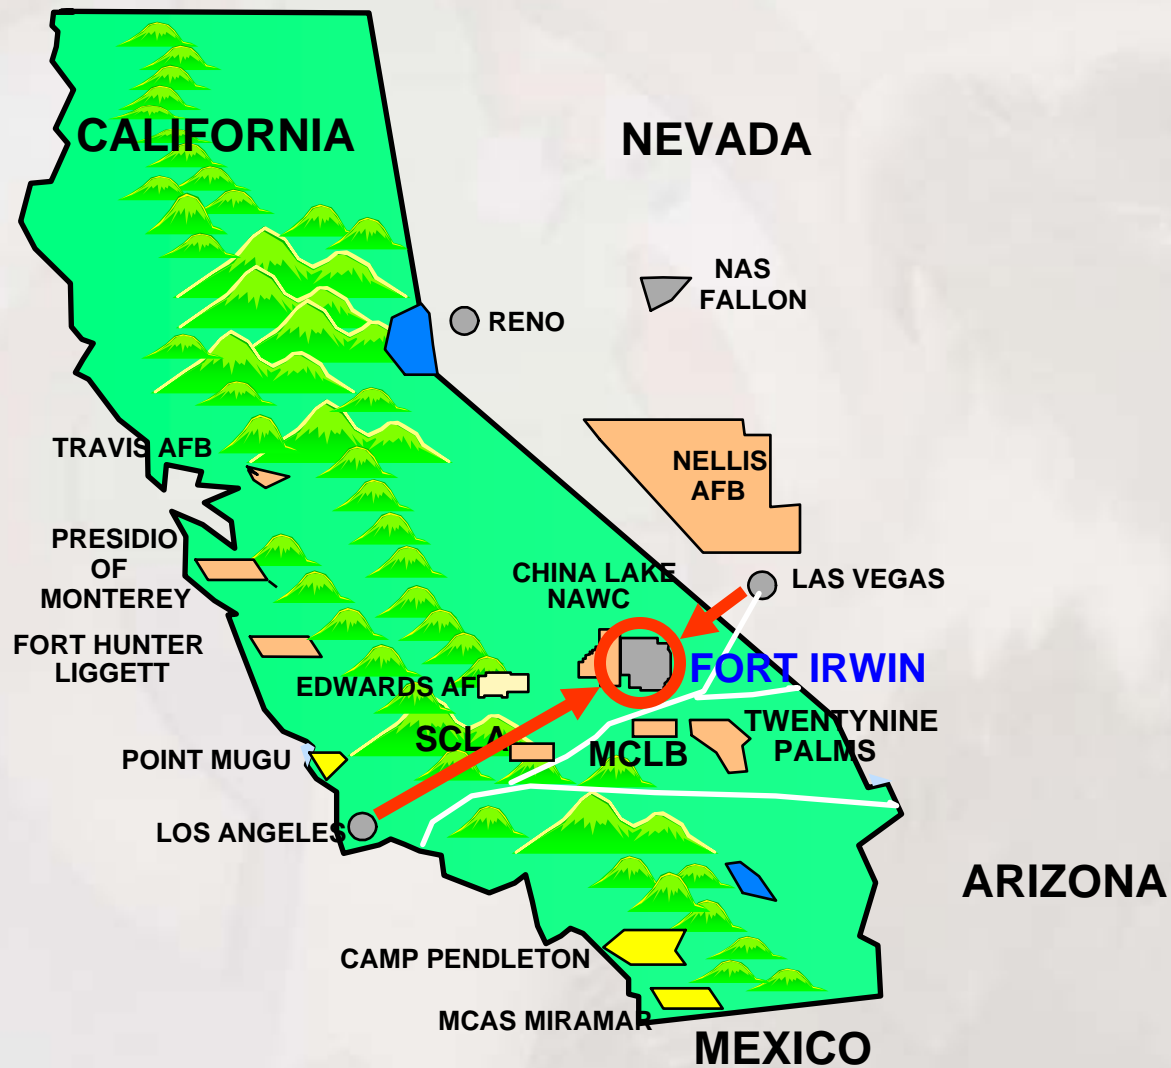 CALIFORNIA
NEVADA
NAS
FALLON
RENO
TRAVIS AFB
NELLIS
AFB
PRESIDIO
OF
MONTEREY
CHINA LAKE
NAWC
LAS VEGAS
FORT HUNTER
LIGGETT
FORT IRWIN
EDWARDS AF
SCLA
MCLB
TWENTYNINE
PALMS
POINT MUGU
LOS ANGELES
ARIZONA
CAMP PENDLETON
MCAS MIRAMAR
MEXICO